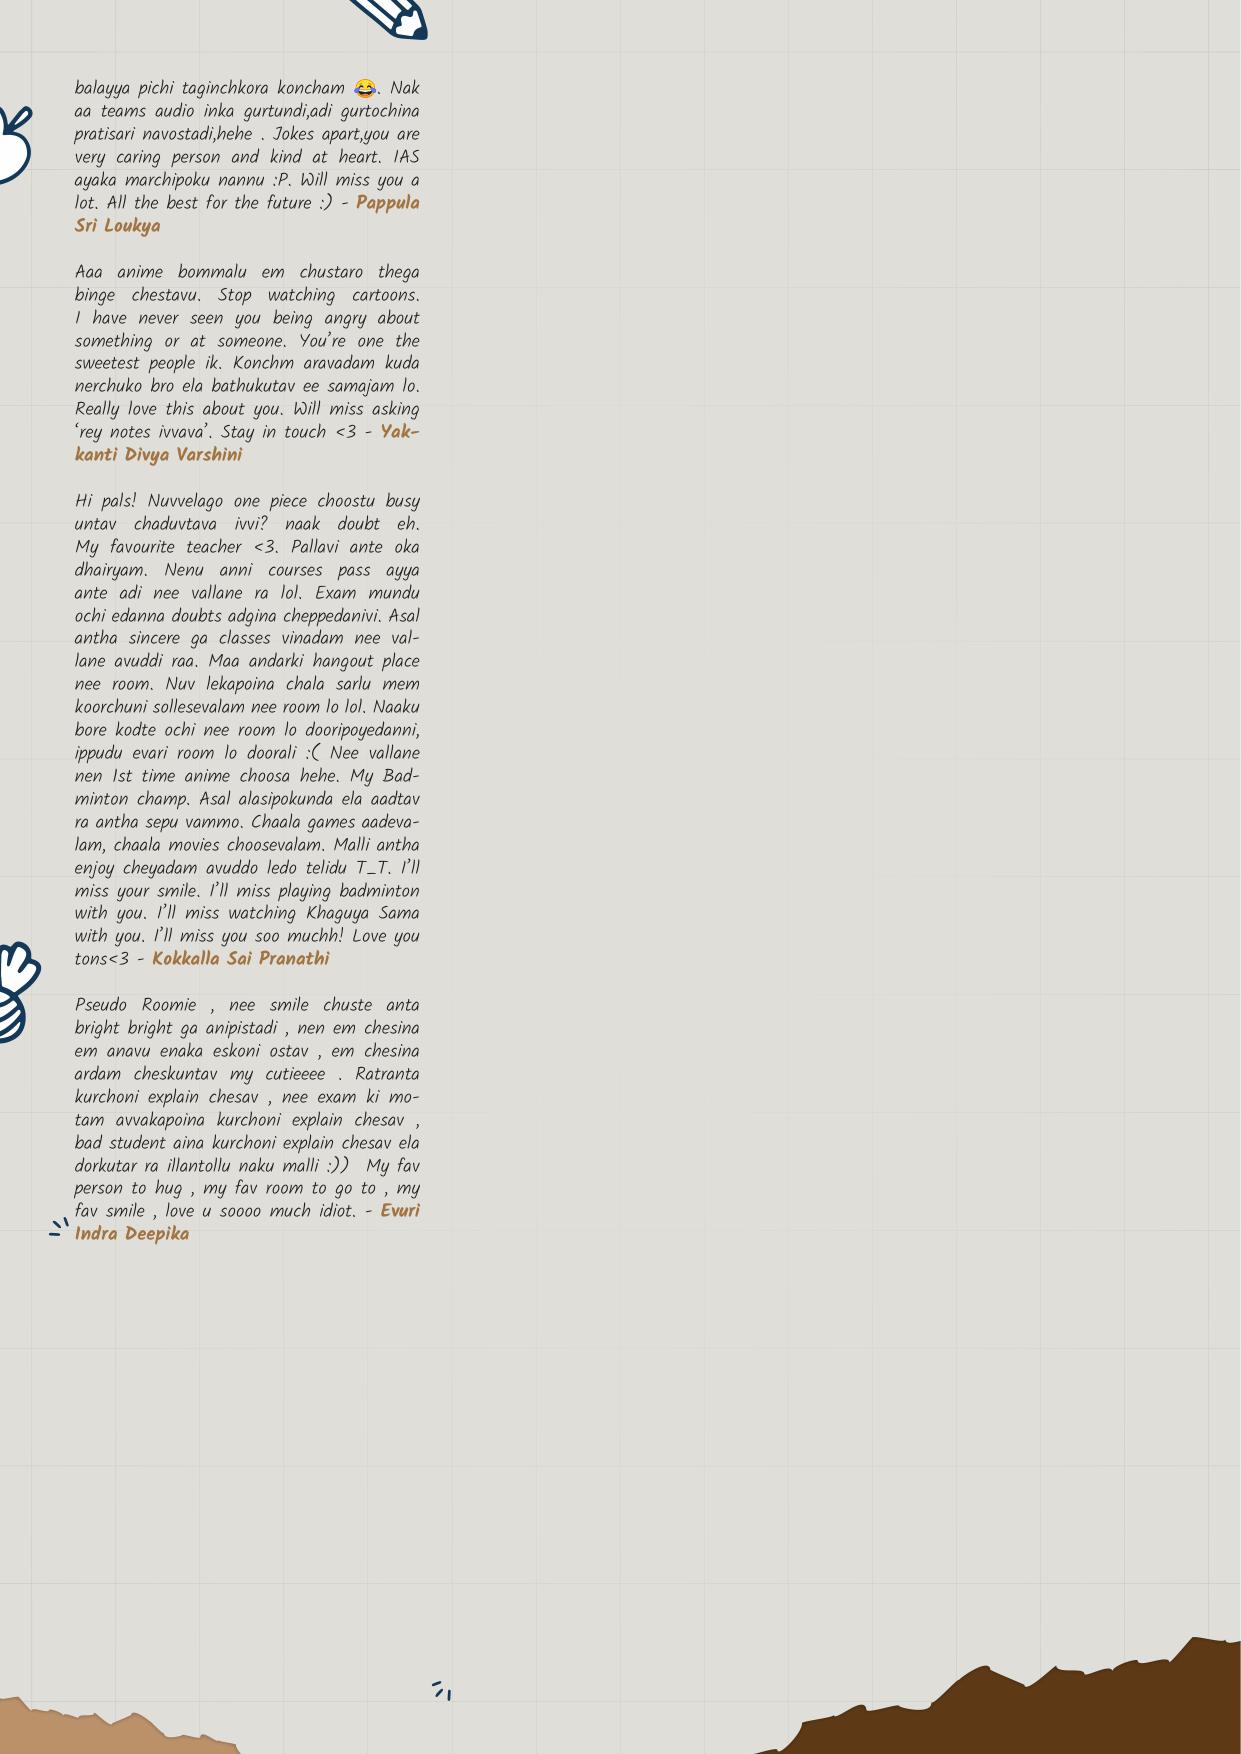 balayya pichi taginchkora koncham 😂. Nak
aa teams audio inka gurtundi,adi gurtochina
pratisari navostadi,hehe . Jokes apart,you are
very caring person and kind at heart. IAS
ayaka marchipoku nannu :P. Will miss you a
lot. All the best for the future :) - Pappula
Sri Loukya
Aaa anime bommalu em chustaro thega
binge chestavu. Stop watching cartoons.
I have never seen you being angry about
something or at someone. You're one the
sweetest people ik. Konchm aravadam kuda
nerchuko bro ela bathukutav ee samajam lo.
Really love this about you. Will miss asking
‘rey notes ivvava’. Stay in touch <3 - Yak-
kanti Divya Varshini
Hi pals! Nuvvelago one piece choostu busy
untav chaduvtava ivvi? naak doubt eh.
My favourite teacher <3. Pallavi ante oka
dhairyam. Nenu anni courses pass ayya
ante adi nee vallane ra lol. Exam mundu
ochi edanna doubts adgina cheppedanivi. Asal
antha sincere ga classes vinadam nee val-
lane avuddi raa. Maa andarki hangout place
nee room. Nuv lekapoina chala sarlu mem
koorchuni sollesevalam nee room lo lol. Naaku
bore kodte ochi nee room lo dooripoyedanni,
ippudu evari room lo doorali :( Nee vallane
nen 1st time anime choosa hehe. My Bad-
minton champ. Asal alasipokunda ela aadtav
ra antha sepu vammo. Chaala games aadeva-
lam, chaala movies choosevalam. Malli antha
enjoy cheyadam avuddo ledo telidu T_T. I'll
miss your smile. I'll miss playing badminton
with you. I'll miss watching Khaguya Sama
with you. I'll miss you soo muchh! Love you
tons<3 - Kokkalla Sai Pranathi
Pseudo Roomie , nee smile chuste anta
bright bright ga anipistadi , nen em chesina
em anavu enaka eskoni ostav , em chesina
ardam cheskuntav my cutieeee . Ratranta
kurchoni explain chesav , nee exam ki mo-
tam avvakapoina kurchoni explain chesav ,
bad student aina kurchoni explain chesav ela
dorkutar ra illantollu naku malli :)) My fav
person to hug , my fav room to go to , my
fav smile , love u soooo much idiot. - Evuri
Indra Deepika